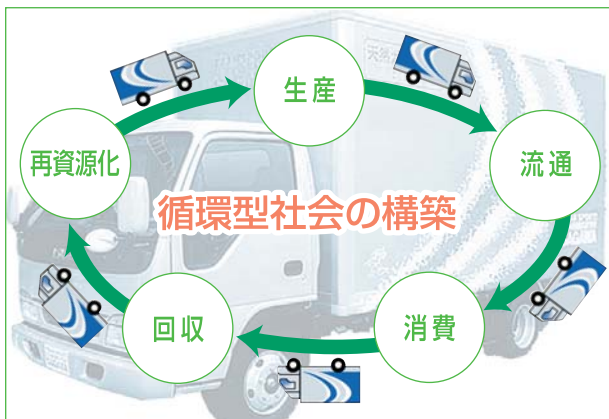 生産
流通
再資源化
循環型社会の構築
回収
消費